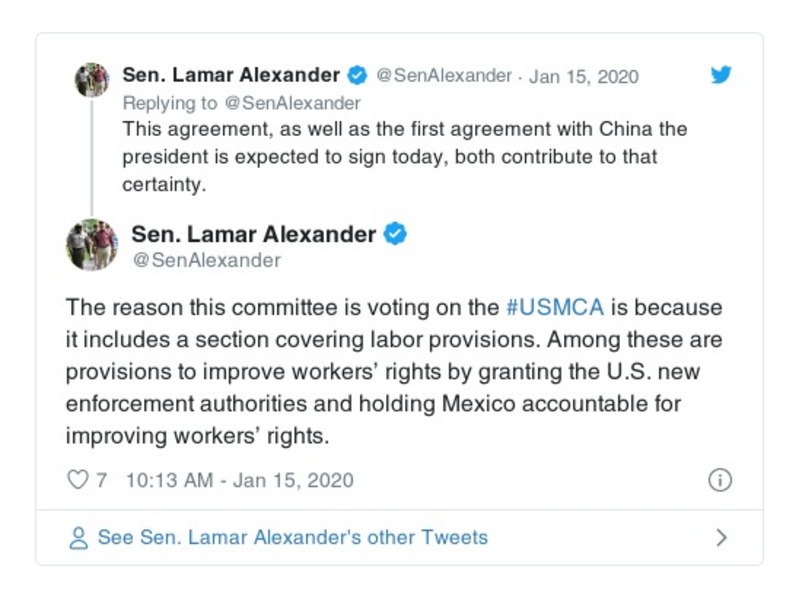 Sen. Lamar Alexander @SenAlexander · Jan 15, 2020
Replying to @SenAlexander
This agreement, as well as the first agreement with China the
president is expected to sign today, both contribute to that
certainty.
Sen. Lamar Alexander
@SenAlexander
The reason this committee is voting on the #USMCA is because
it includes a section covering labor provisions. Among these are
provisions to improve workers’ rights by granting the U.S. new
enforcement authorities and holding Mexico accountable for
improving workers’ rights.
7 10:13 AM - Jan 15, 2020
See Sen. Lamar Alexander's other Tweets